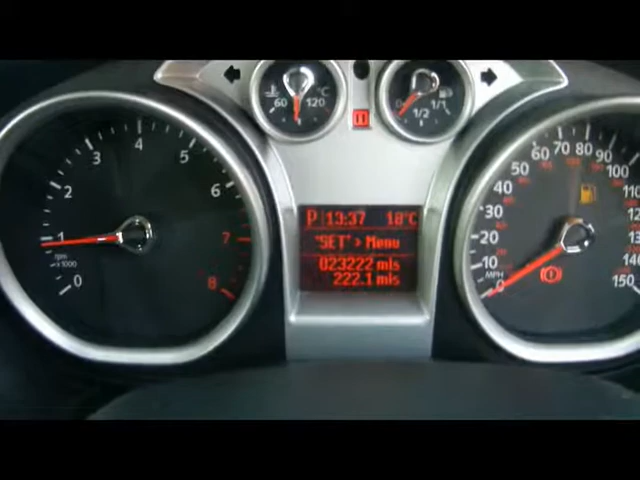 °C
60 120
0 1/2 1/1
0 1 2 3 4 5 6 7 8
rpm
x1000
P 13:37 18°C
"SET" > Menu
023222 mls
222.1 mls
0 10 20 30 40 50 60 70 80 90 100 110
140
150
MPH